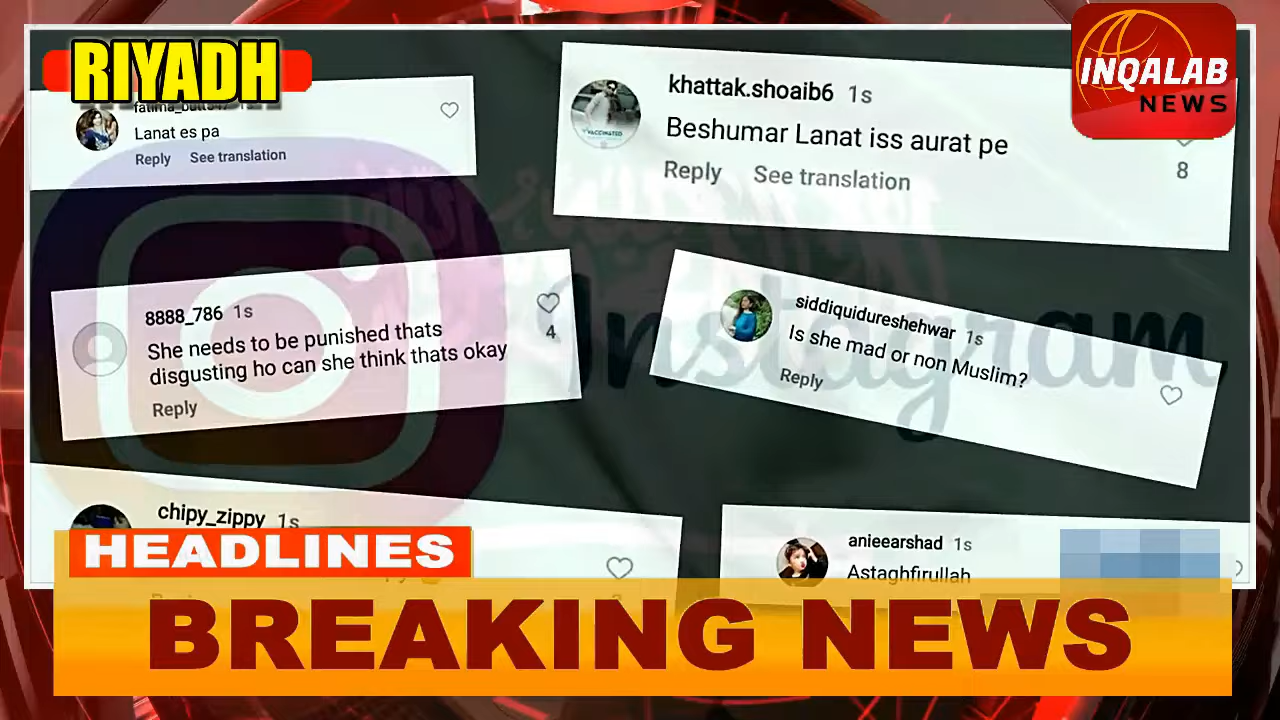 RIYADH
INQALAB
NEWS
Lanat es pa
Reply See translation
khattak.shoaib6 1s
Beshumar Lanat iss aurat pe
Reply See translation
8
8888_786 1s
She needs to be punished thats
disgusting ho can she think thats okay
4
Reply
siddiquidureshehwar 1s
Is she mad or non Muslim?
Reply
Instagram
chipy_zippy 1s
anieearshad 1s
Astaghfirullah
HEADLINES
BREAKING NEWS